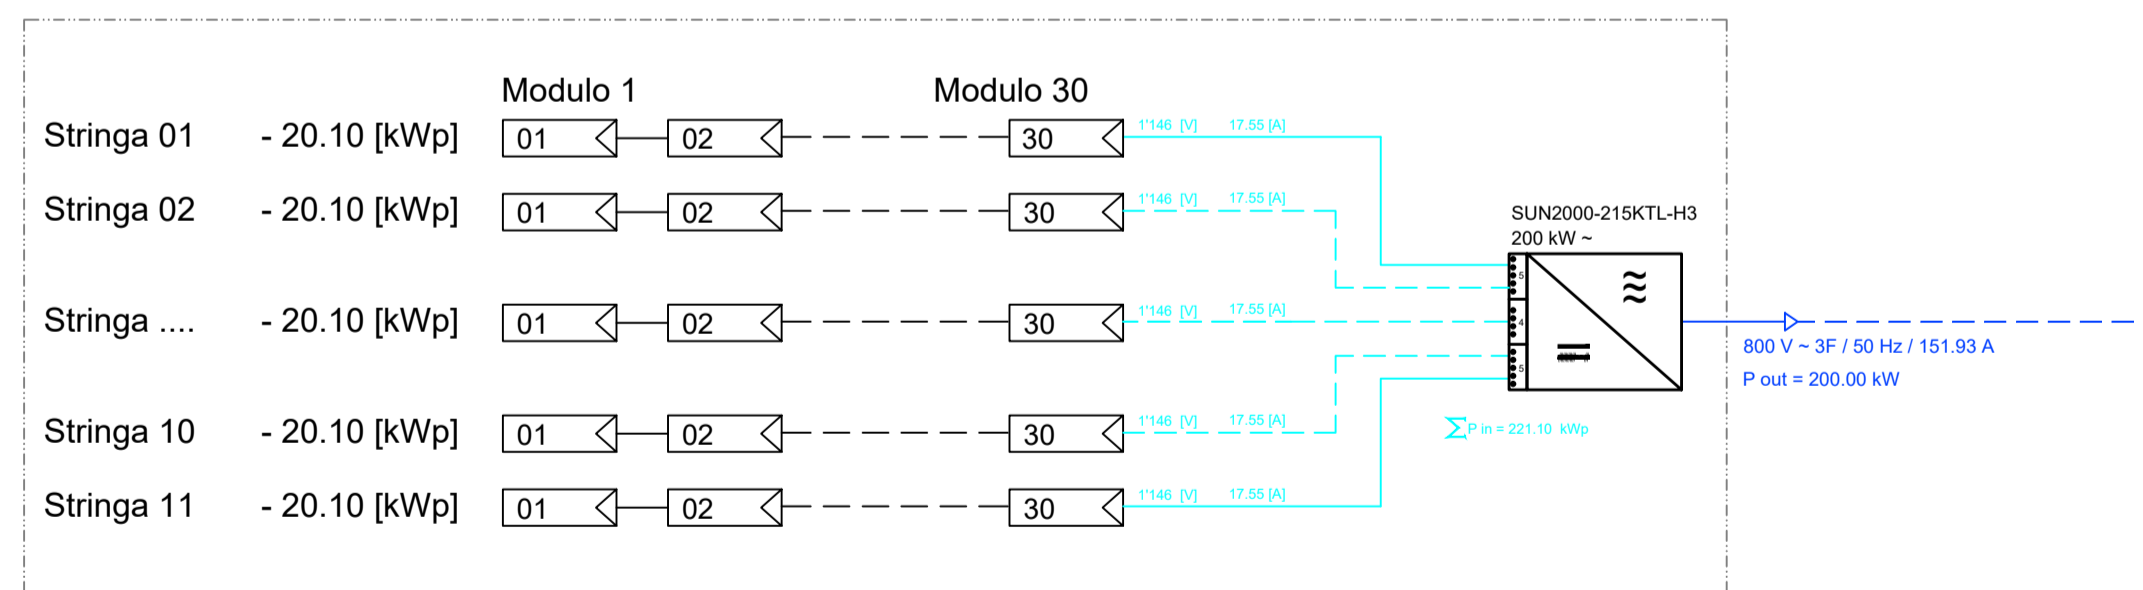 Modulo 1 Modulo 30
Stringa 01 - 20.10 [kWp] 01 02 30 1'146 [V] 17.55 [A]
Stringa 02 - 20.10 [kWp] 01 02 30 1'146 [V] 17.55 [A]
SUN2000-215KTL-H3
200 kW ~
5
Stringa .... - 20.10 [kWp] 01 02 30 1'146 [V] 17.55 [A]
4
800 V ~ 3F / 50 Hz / 151.93 A
5
P out = 200.00 kW
Stringa 10 - 20.10 [kWp] 01 02 30 1'146 [V] 17.55 [A]
∑ P in = 221.10 kWp
Stringa 11 - 20.10 [kWp] 01 02 30 1'146 [V] 17.55 [A]